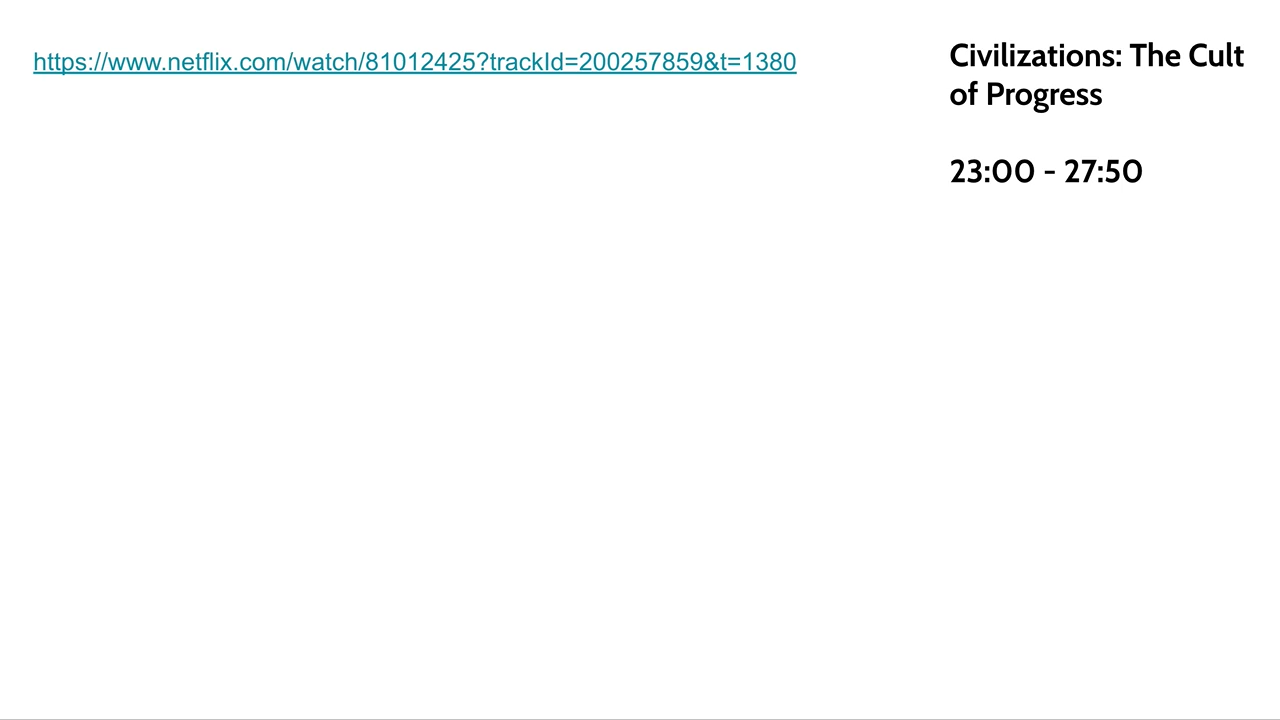 https://www.netflix.com/watch/81012425?trackId=200257859&t=1380
Civilizations: The Cult
of Progress
23:00 - 27:50